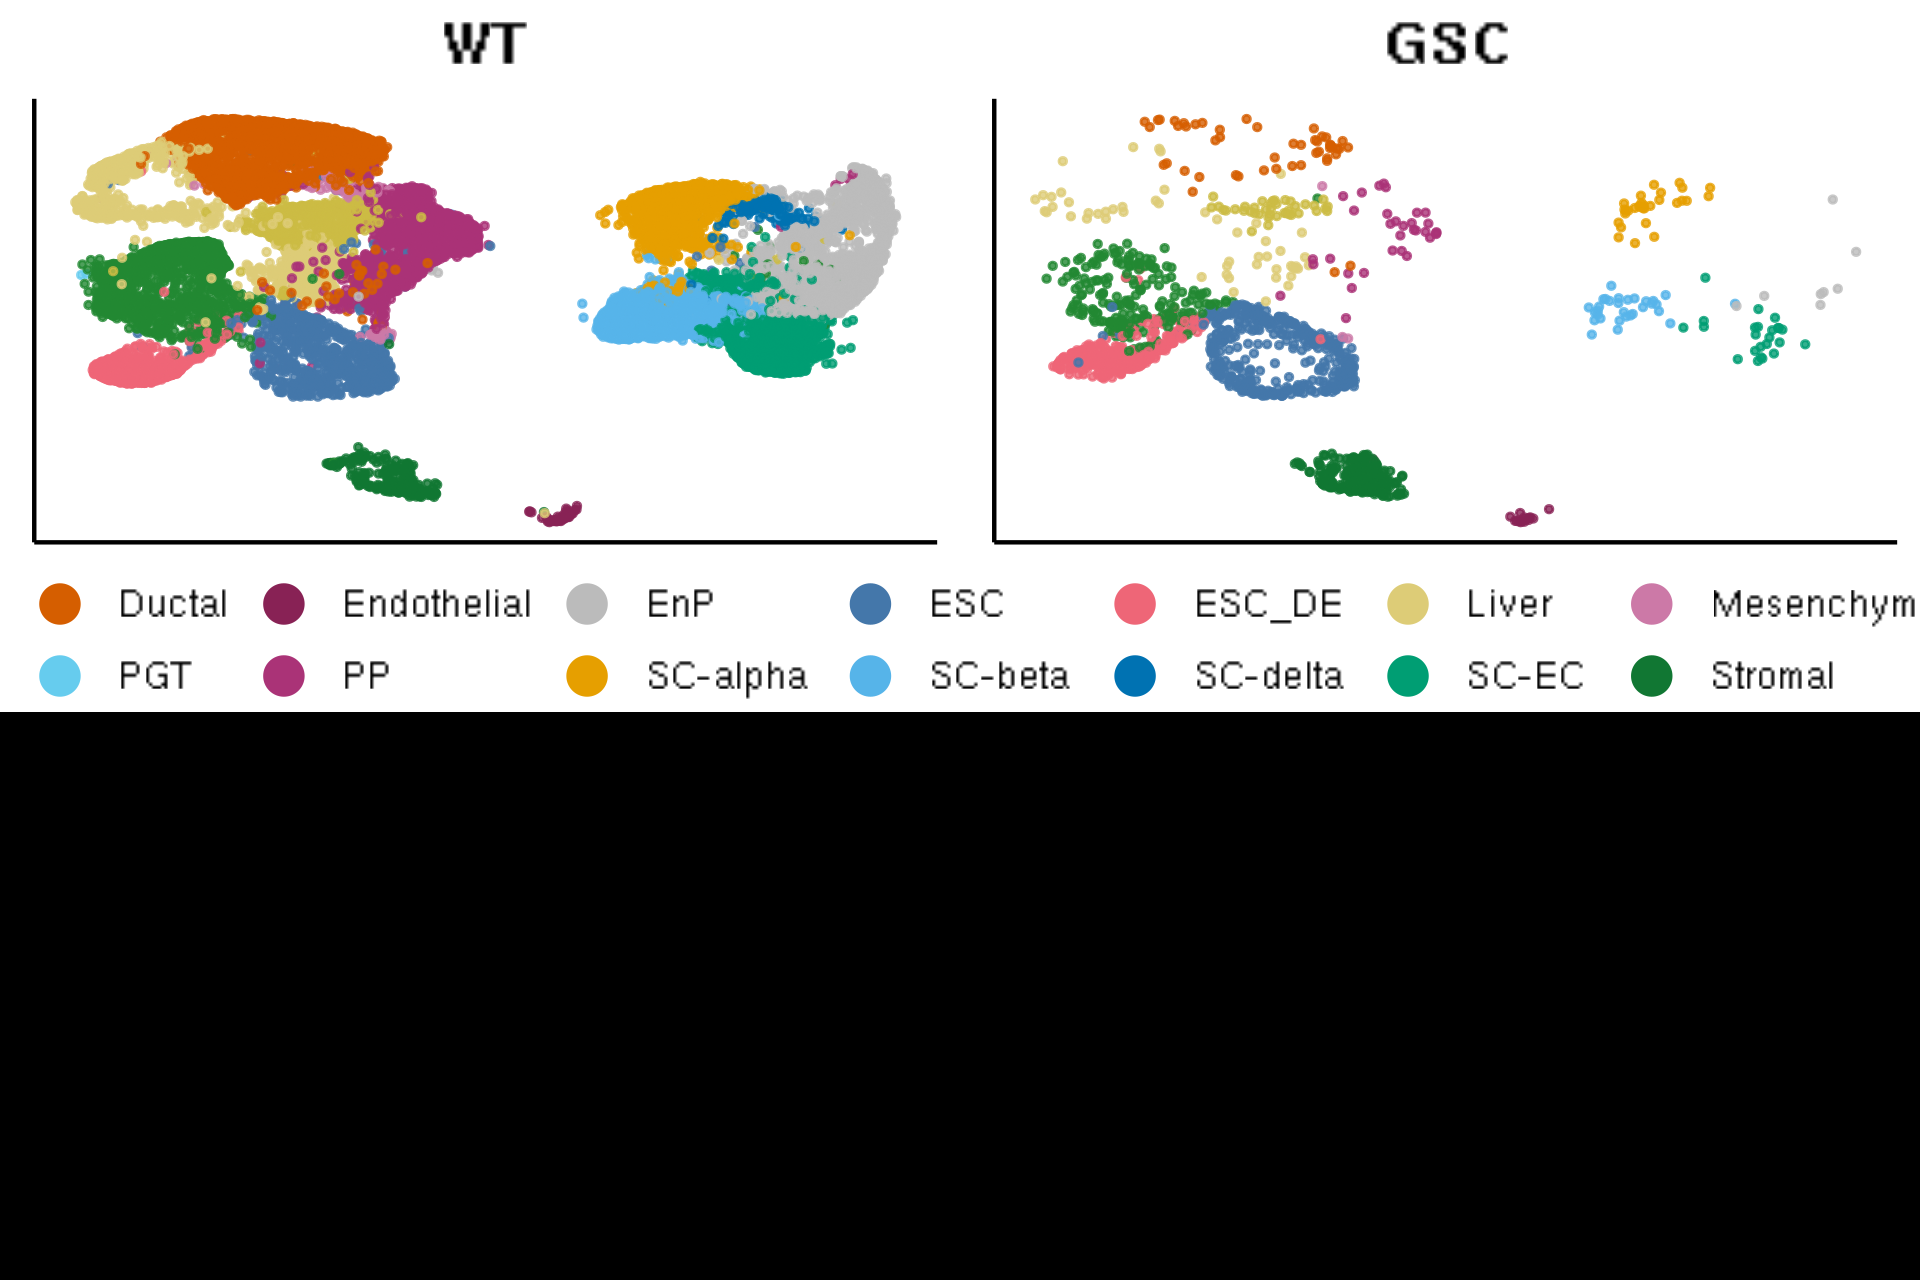 WT GSC
Ductal Endothelial EnP ESC ESC_DE Liver Mesenchym
PGT PP SC-alpha SC-beta SC-delta SC-EC Stromal